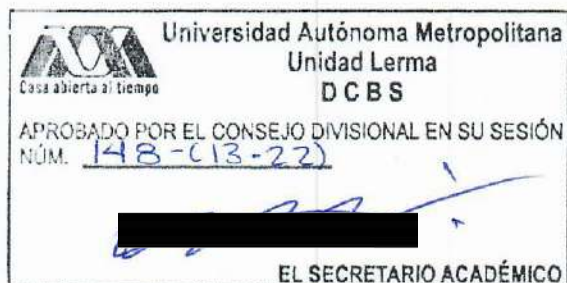 Universidad Autónoma Metropolitana
Unidad Lerma
Casa abierta al tiempo
DCBS
APROBADO POR EL CONSEJO DIVISIONAL EN SU SESIÓN
NÚM. 148-(13-22)
EL SECRETARIO ACADÉMICO